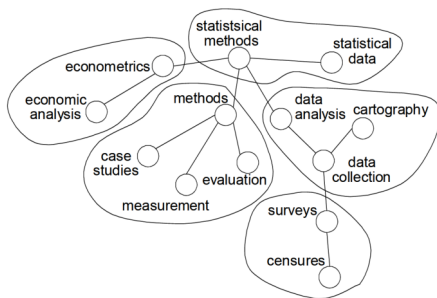 statistsical
methods
statistical
data
econometrics
economic
analysis
methods
data
analysis
cartography
case
studies
evaluation
data
collection
measurement
surveys
censures